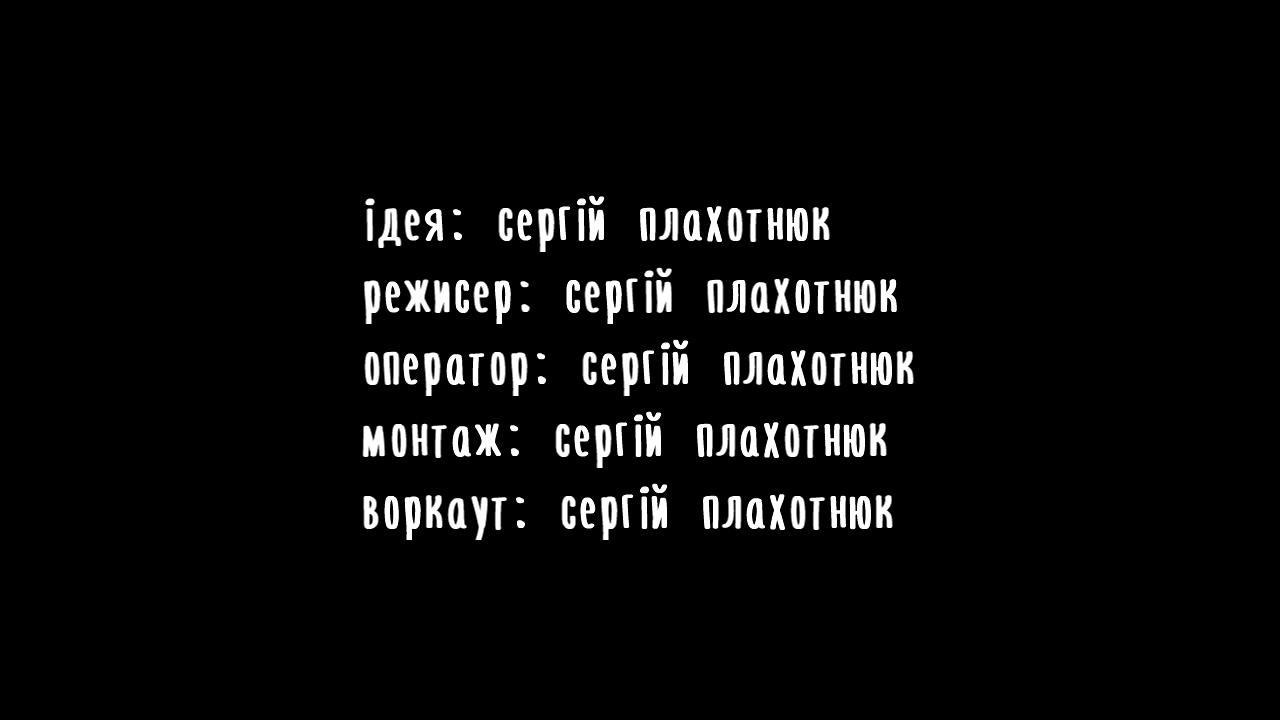 ідея: сергій плахотнюк
режисер: сергій плахотнюк
оператор: сергій плахотнюк
монтаж: сергій плахотнюк
воркаут: сергій плахотнюк